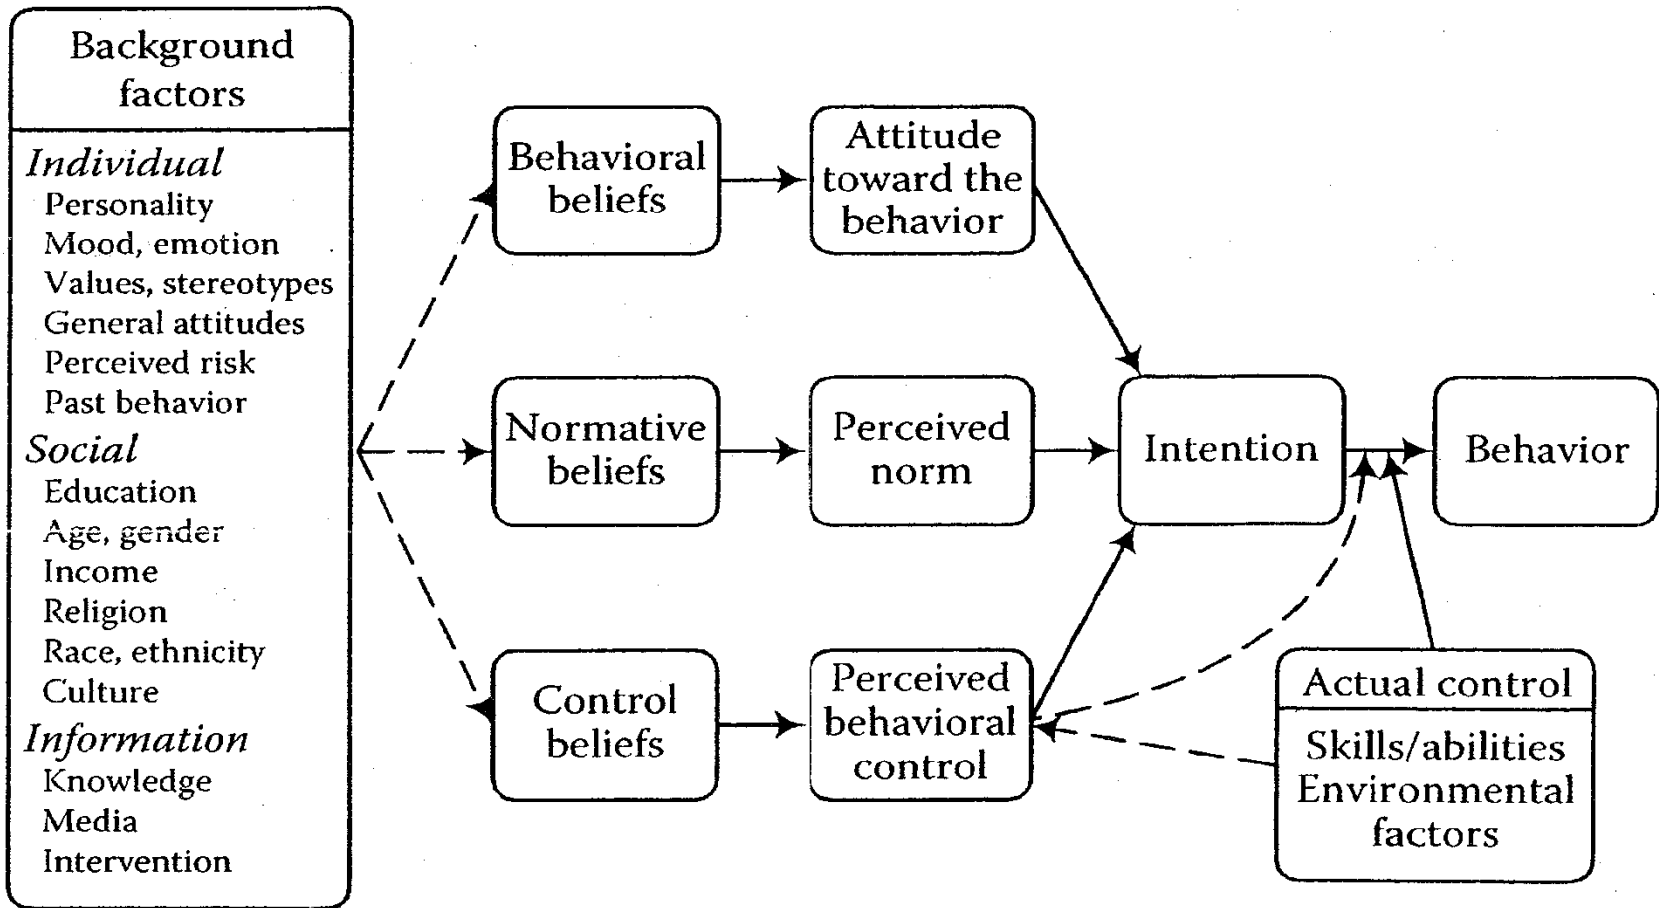 Background
factors
Individual
Personality
Mood, emotion
Values, stereotypes
General attitudes
Perceived risk
Past behavior
Social
Education
Age, gender
Income
Religion
Race, ethnicity
Culture
Information
Knowledge
Media
Intervention
Behavioral
beliefs
Attitude
toward the
behavior
Normative
beliefs
Perceived
norm
Intention
Behavior
Control
beliefs
Perceived
behavioral
control
Actual control
Skills/abilities
Environmental
factors